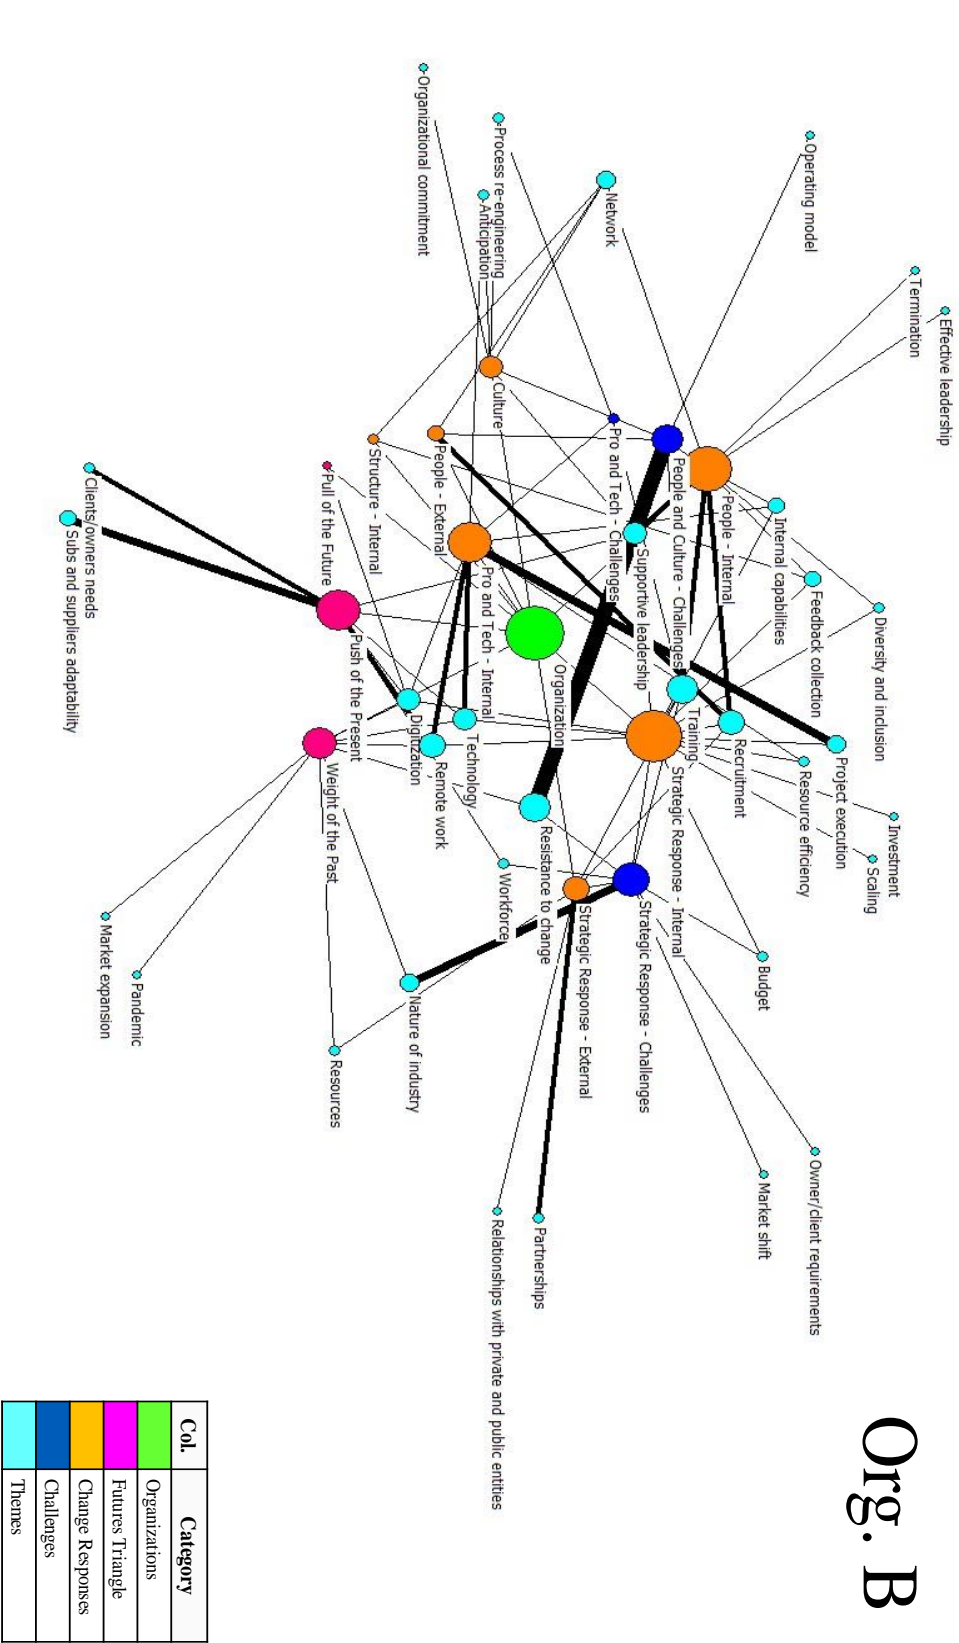 Org. B
Effective leadership
Termination
Investment
Diversity and inclusion
Scaling
Project execution
Operating model
Feedback collection
Owner/client requirements
Resource efficiency
Internal capabilities
Budget
Market shift
Recruitment
People - Internal
Training
People and Culture - Challenges
Strategic Response - Internal
Supportive leadership
Strategic Response - Challenges
Pro and Tech - Challenges
Network
Strategic Response - External
Organization
Resistance to change
Partnerships
Workforce
Process re-engineering
Culture
Relationships with private and public entities
Pro and Tech - Internal
Anticipation
Technology
People - External
Remote work
Organizational commitment
Digitization
Nature of industry
Structure - Internal
Push of the Present
Resources
Weight of the Past
Pull of the Future
Pandemic
Market expansion
Clients/owners needs
Subs and suppliers adaptability
Col. Category
Organizations
Futures Triangle
Change Responses
Challenges
Themes